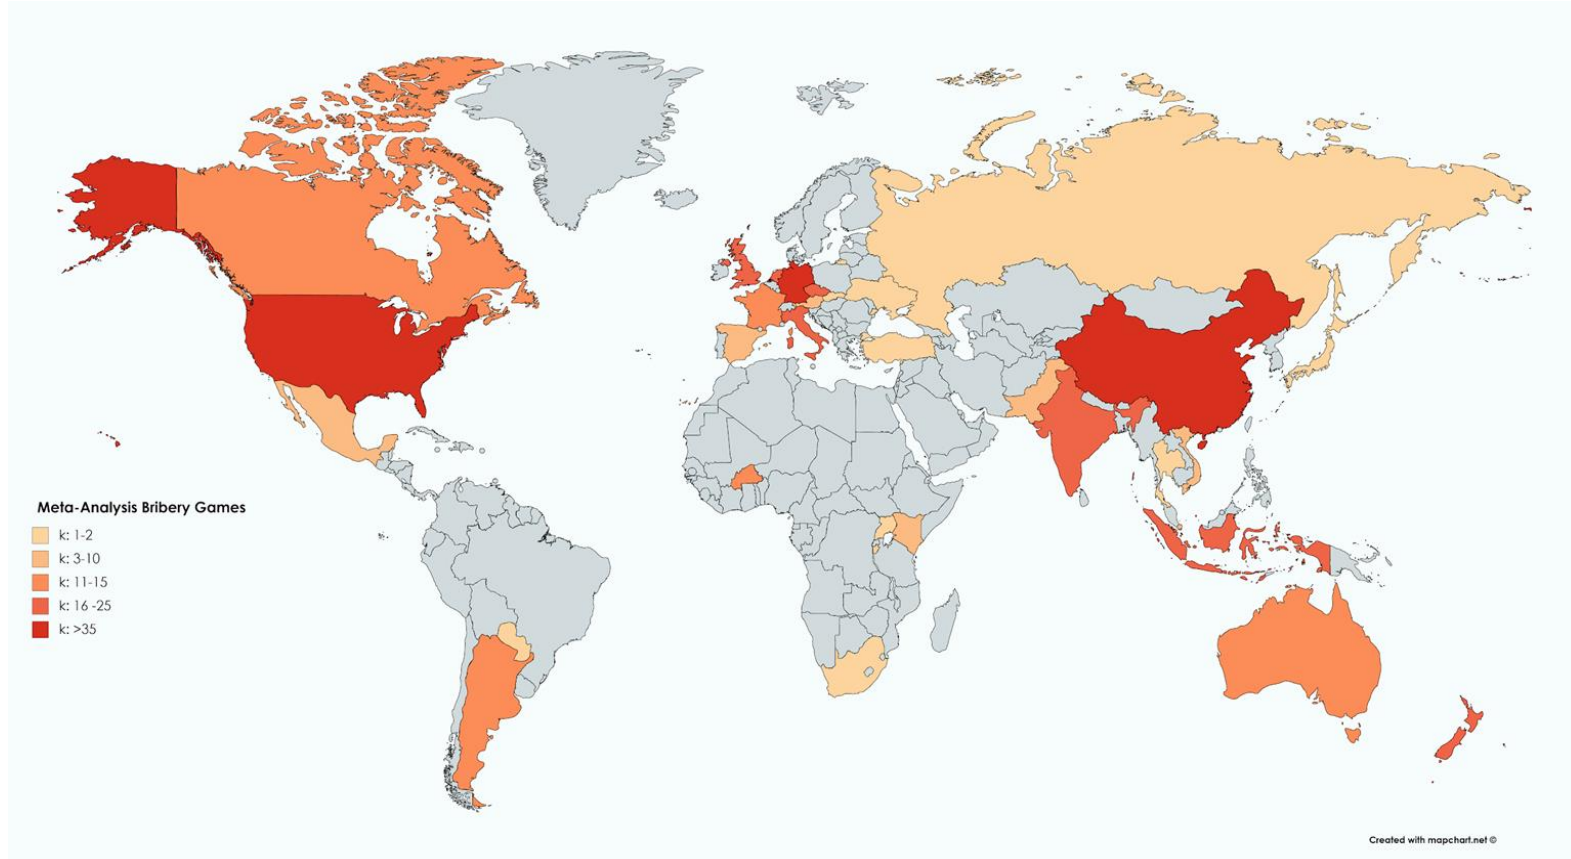 Meta-Analysis Bribery Games
k: 1-2
k: 3-10
k: 11-15
k: 16 -25
k: >35
Created with mapchart.net ©